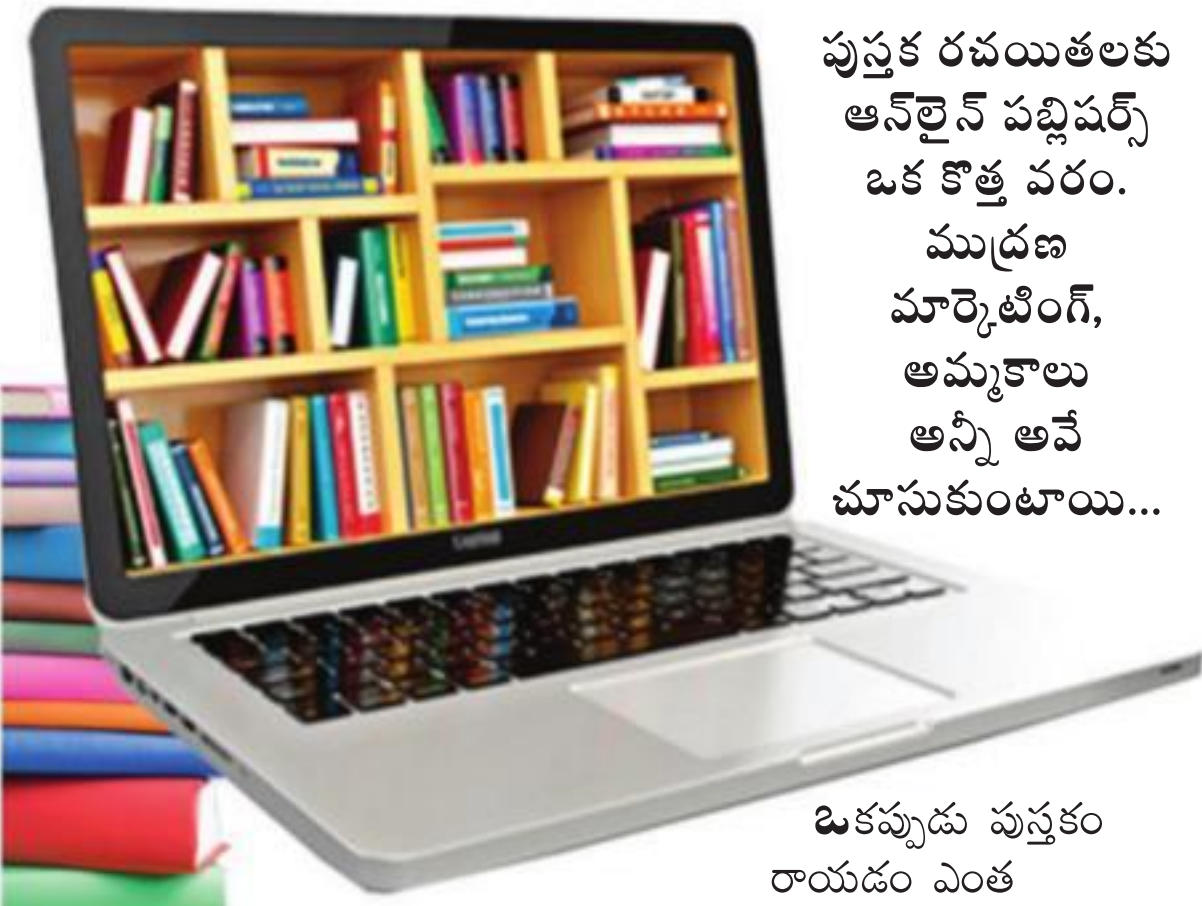 పుస్తక రచయితలకు
ఆన్‌లైన్ పబ్లిషర్స్
ఒక కొత్త వరం.
ముద్రణ
మార్కెటింగ్,
అమ్మకాలు
అన్నీ అవే
చూసుకుంటాయి...
ఒకప్పుడు పుస్తకం
రాయడం ఎంత